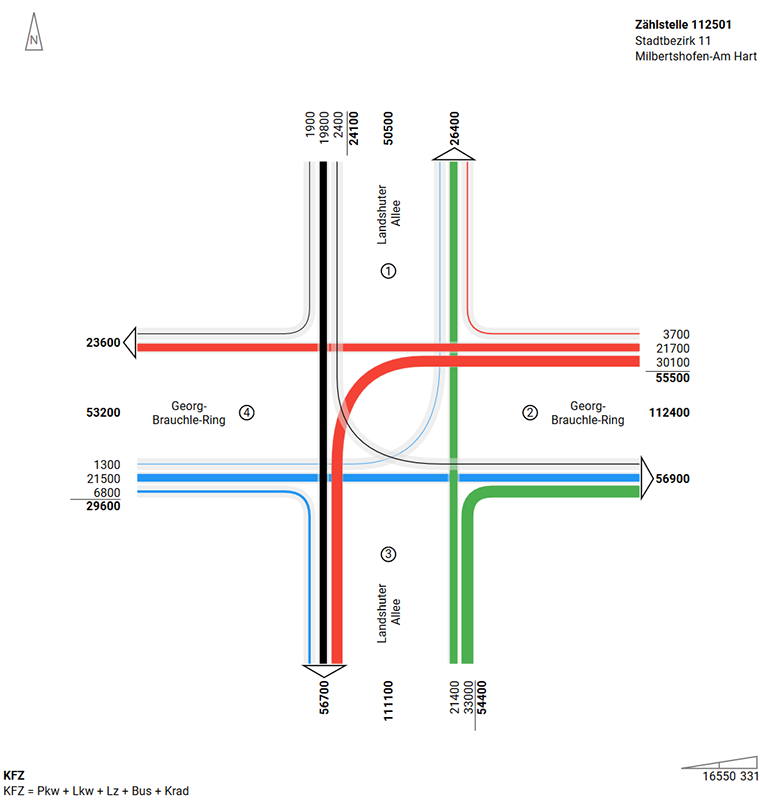 N
Zählstelle 112501
Stadtbezirk 11
Milbertshofen-Am Hart
1900
19800
2400
24100
50500
26400
Landshuter
Allee
1
23600
3700
21700
30100
55500
53200
Georg-
Brauchle-Ring
4
2
Georg-
Brauchle-Ring
112400
1300
21500
6800
29600
56900
3
Landshuter
Allee
56700
111100
21400
33000
54400
16550 331
KFZ
KFZ = Pkw + Lkw + Lz + Bus + Krad